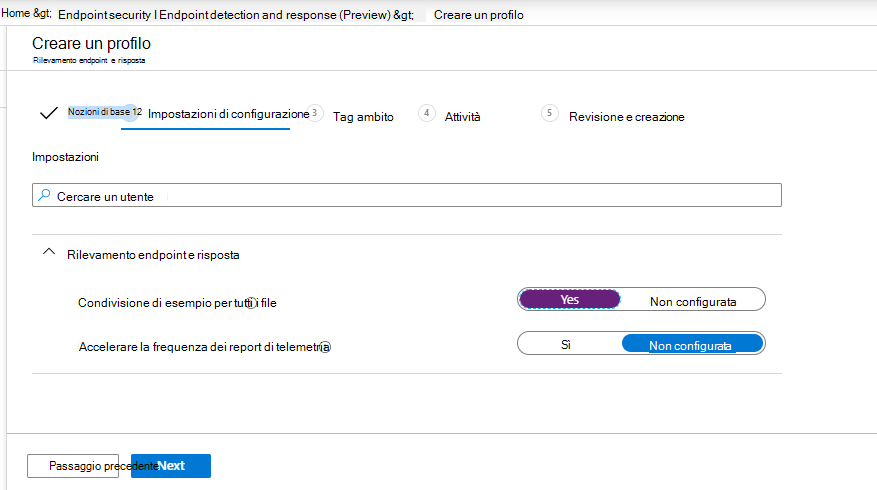 Home &gt; Endpoint security I Endpoint detection and response (Preview) &gt; Creare un profilo
Creare un profilo
Rilevamento endpoint e risposta
Nozioni di base 12 Impostazioni di configurazione 3 Tag ambito 4 Attività 5 Revisione e creazione
Impostazioni
Cercare un utente
Rilevamento endpoint e risposta
Condivisione di esempio per tutti i file Yes Non configurata
Accelerare la frequenza dei report di telemetria Sì Non configurata
Passaggio precedente Next